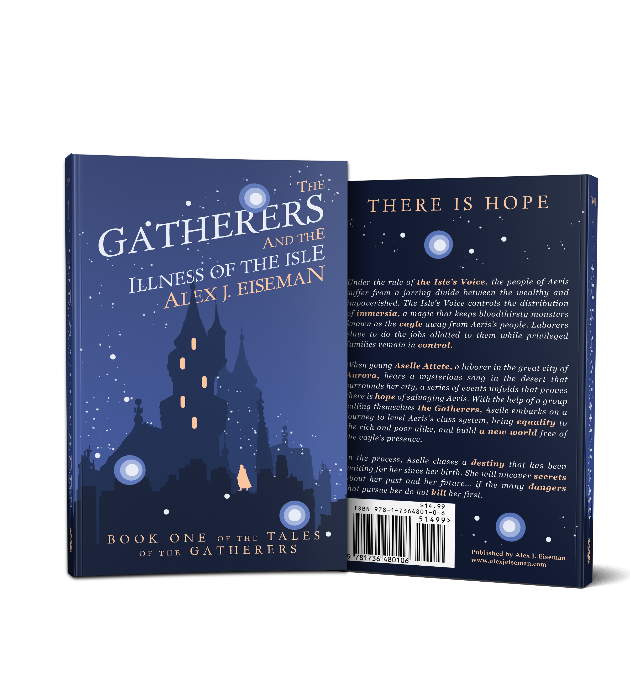 THE
GATHERERS
AND THE
ILLNESS OF THE ISLE
ALEX J. EISEMAN
BOOK ONE OF THE TALES
OF THE GATHERERS
THERE IS HOPE
Under the rule of the Isle's Voice, the people of Aeris
suffer from a jarring divide between the wealthy and
impoverished. The Isle's Voice controls the distribution
of immersia, a magic that keeps bloodthirsty monsters
known as the cayle away from Aeris's people. Laborers
slave to do the jobs allotted to them while privileged
families remain in control.
When young Aselle Attete, a laborer in the great city of
Aurora, hears a mysterious song in the desert that
surrounds her city, a series of events unfolds that proves
there is hope of salvaging Aeris. With the help of a group
calling themselves the Gatherers, Aselle embarks on a
journey to level Aeris's class system, bring equality to
the rich and poor alike, and build a new world free of
the cayle's presence.
In the process, Aselle chases a destiny that has been
waiting for her since her birth. She will uncover secrets
about her past and her future... if the many dangers
that pursue her do not kill her first.
$14.99
ISBN 978-1-7364801-0-6
51499>
781736480106
Published by Alex J. Eiseman
www.alexjeiseman.com